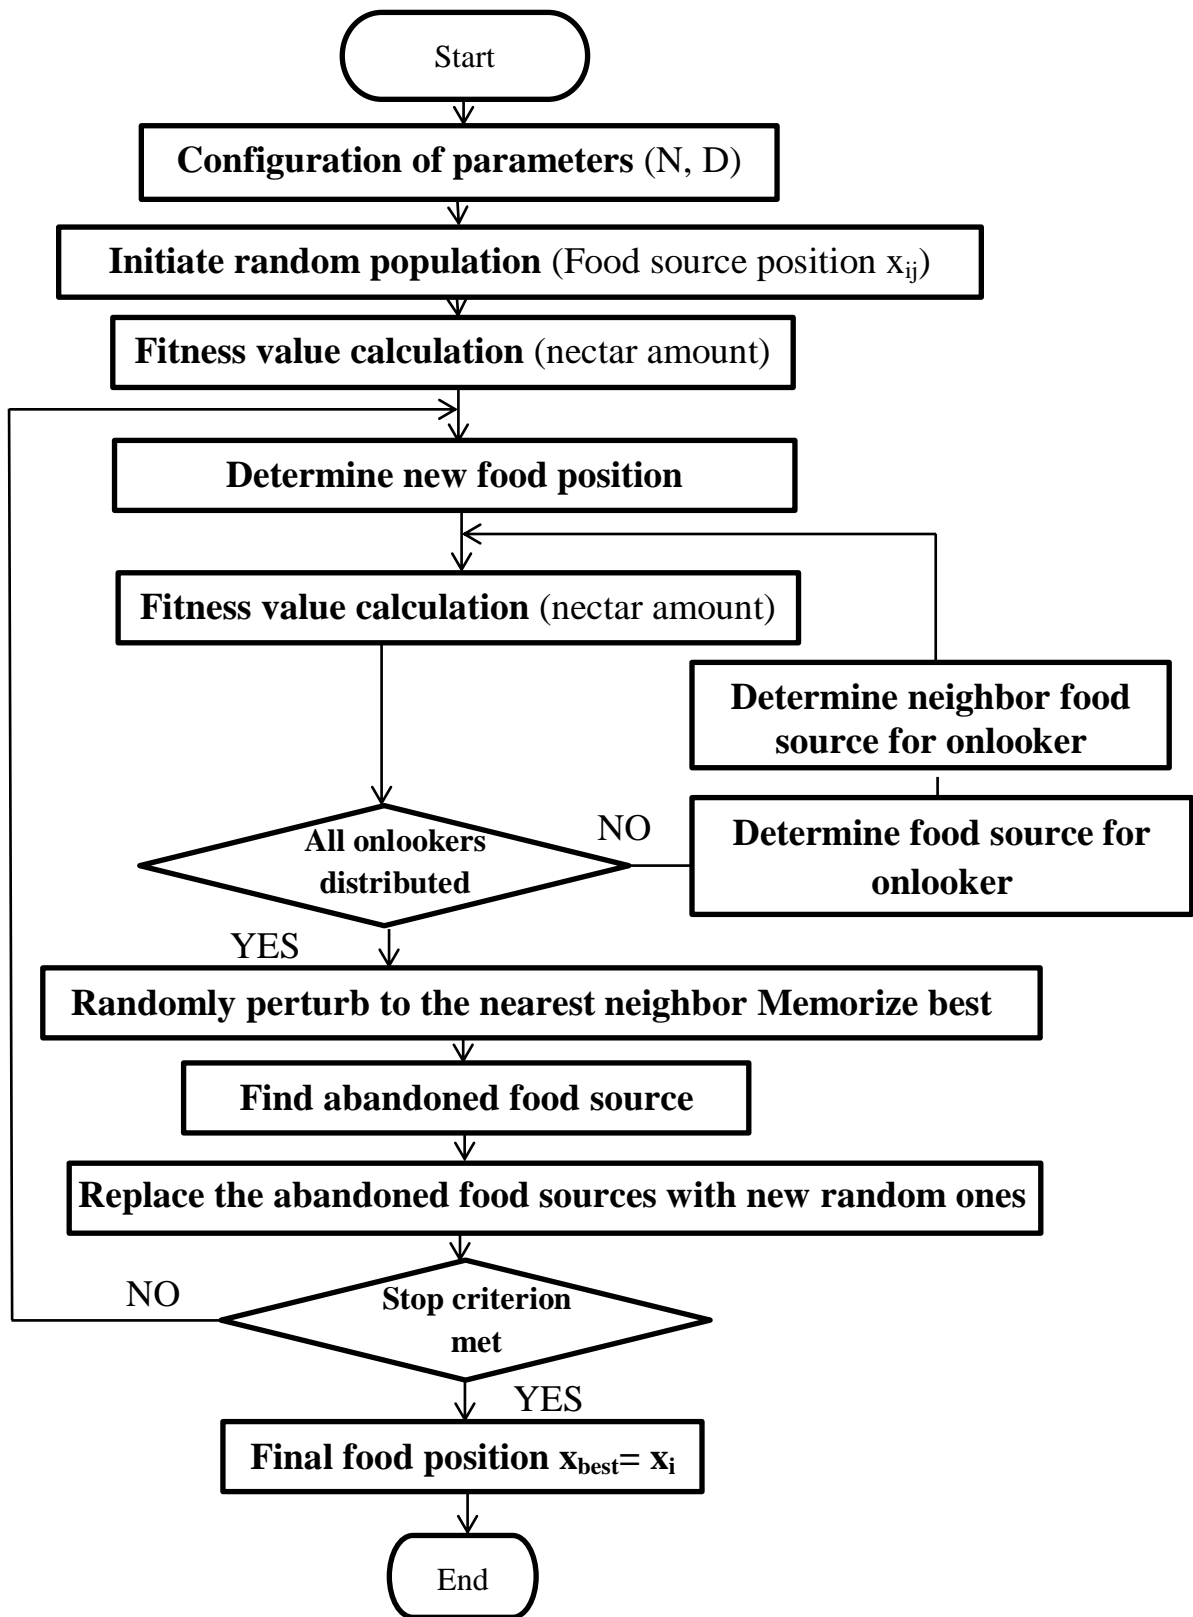 Start
Configuration of parameters (N, D)
Initiate random population (Food source position xij)
Fitness value calculation (nectar amount)
Determine new food position
Fitness value calculation (nectar amount)
Determine neighbor food
source for onlooker
All onlookers
distributed
NO
Determine food source for
onlooker
YES
Randomly perturb to the nearest neighbor Memorize best
Find abandoned food source
Replace the abandoned food sources with new random ones
NO
Stop criterion
met
YES
Final food position xbest= xi
End